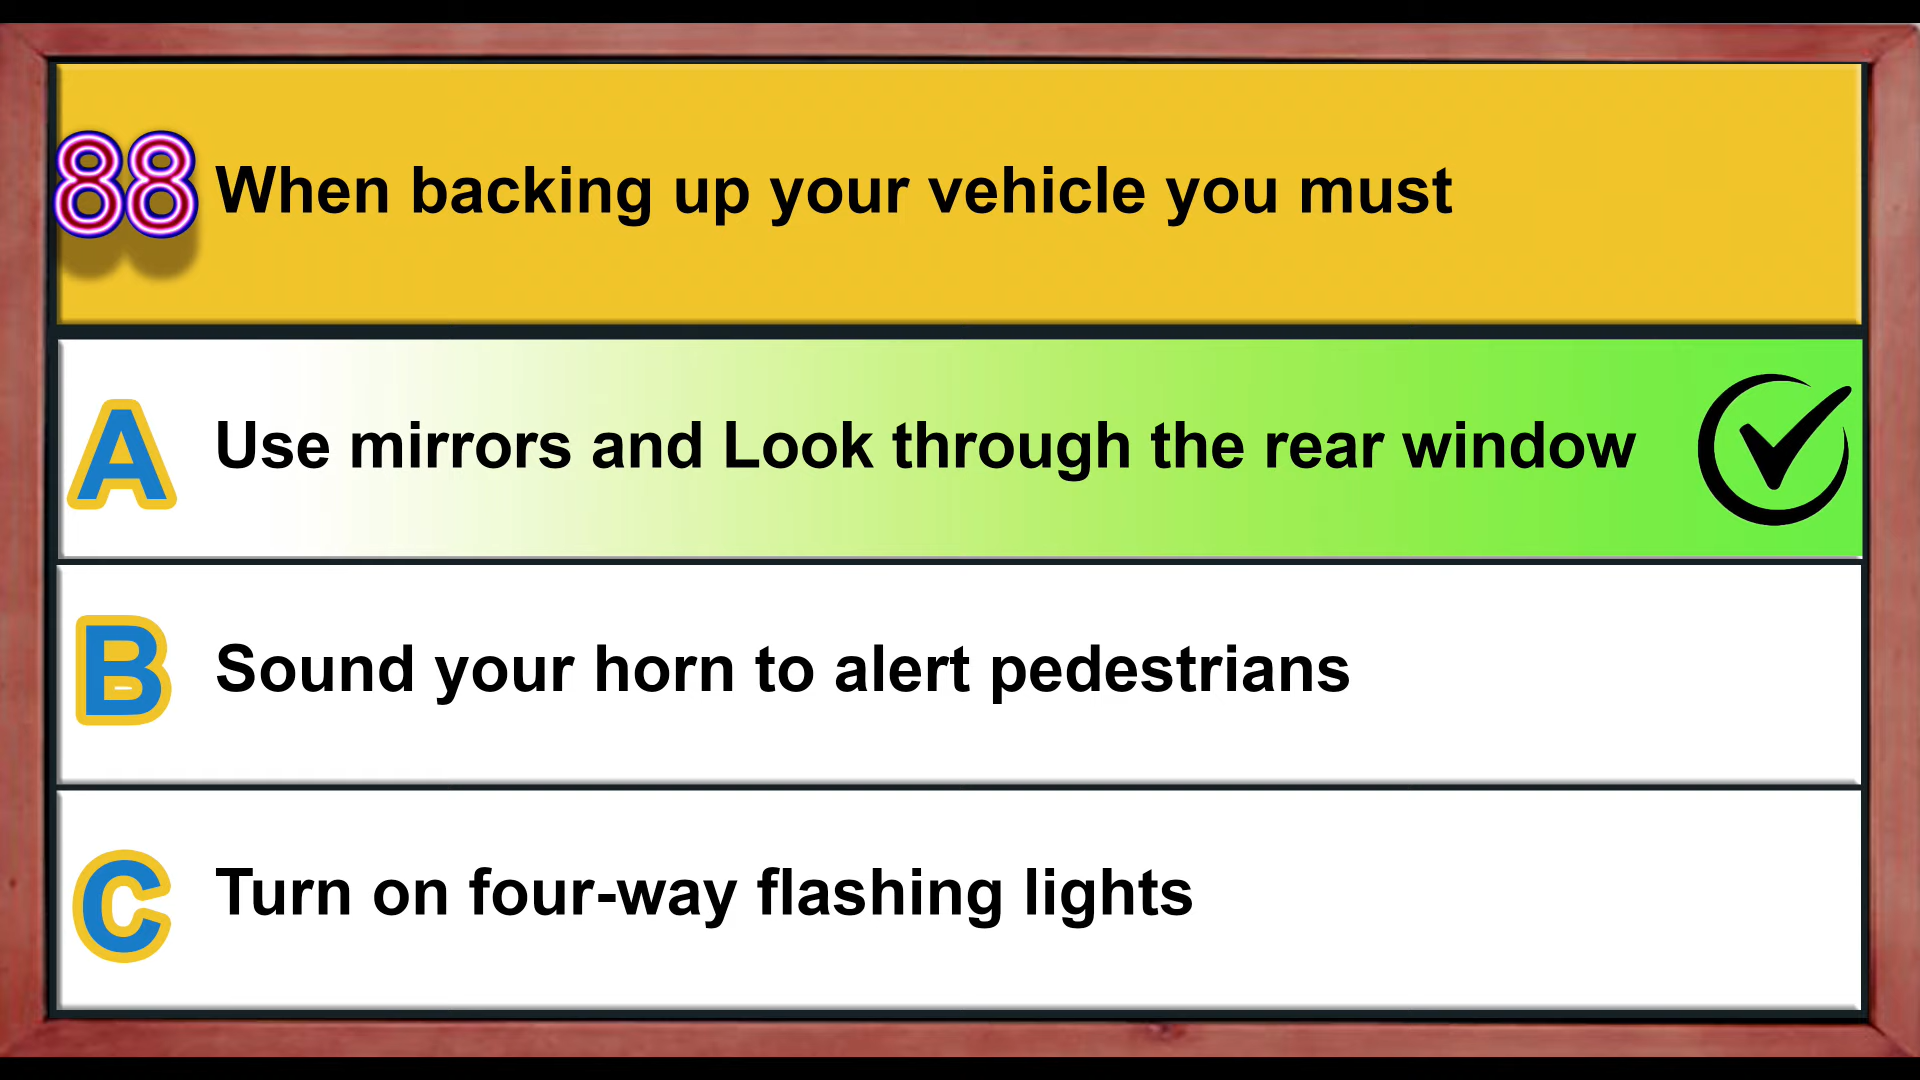 88 When backing up your vehicle you must
A Use mirrors and Look through the rear window
B Sound your horn to alert pedestrians
C Turn on four-way flashing lights